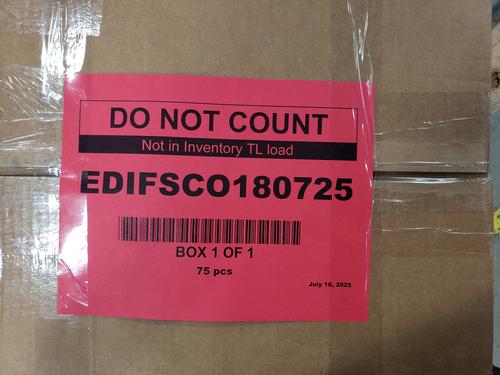 DO NOT COUNT
Not in Inventory TL load
EDIFSCO180725
BOX 1 OF 1
75 pcs
July 18, 2025